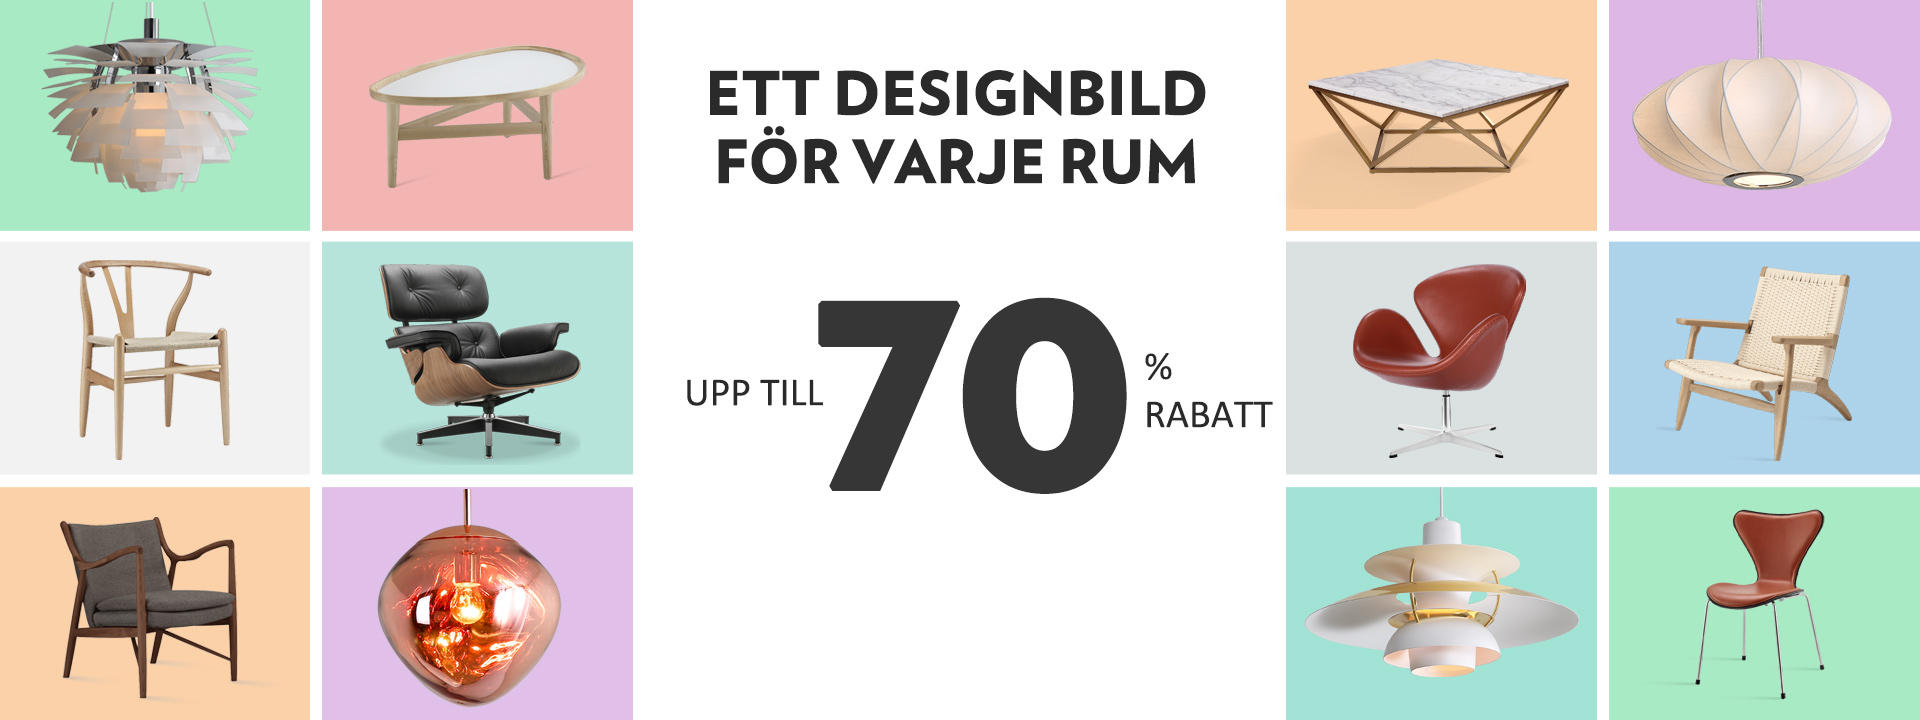 ETT DESIGNBILD
FÖR VARJE RUM
UPP TILL 70 %
RABATT